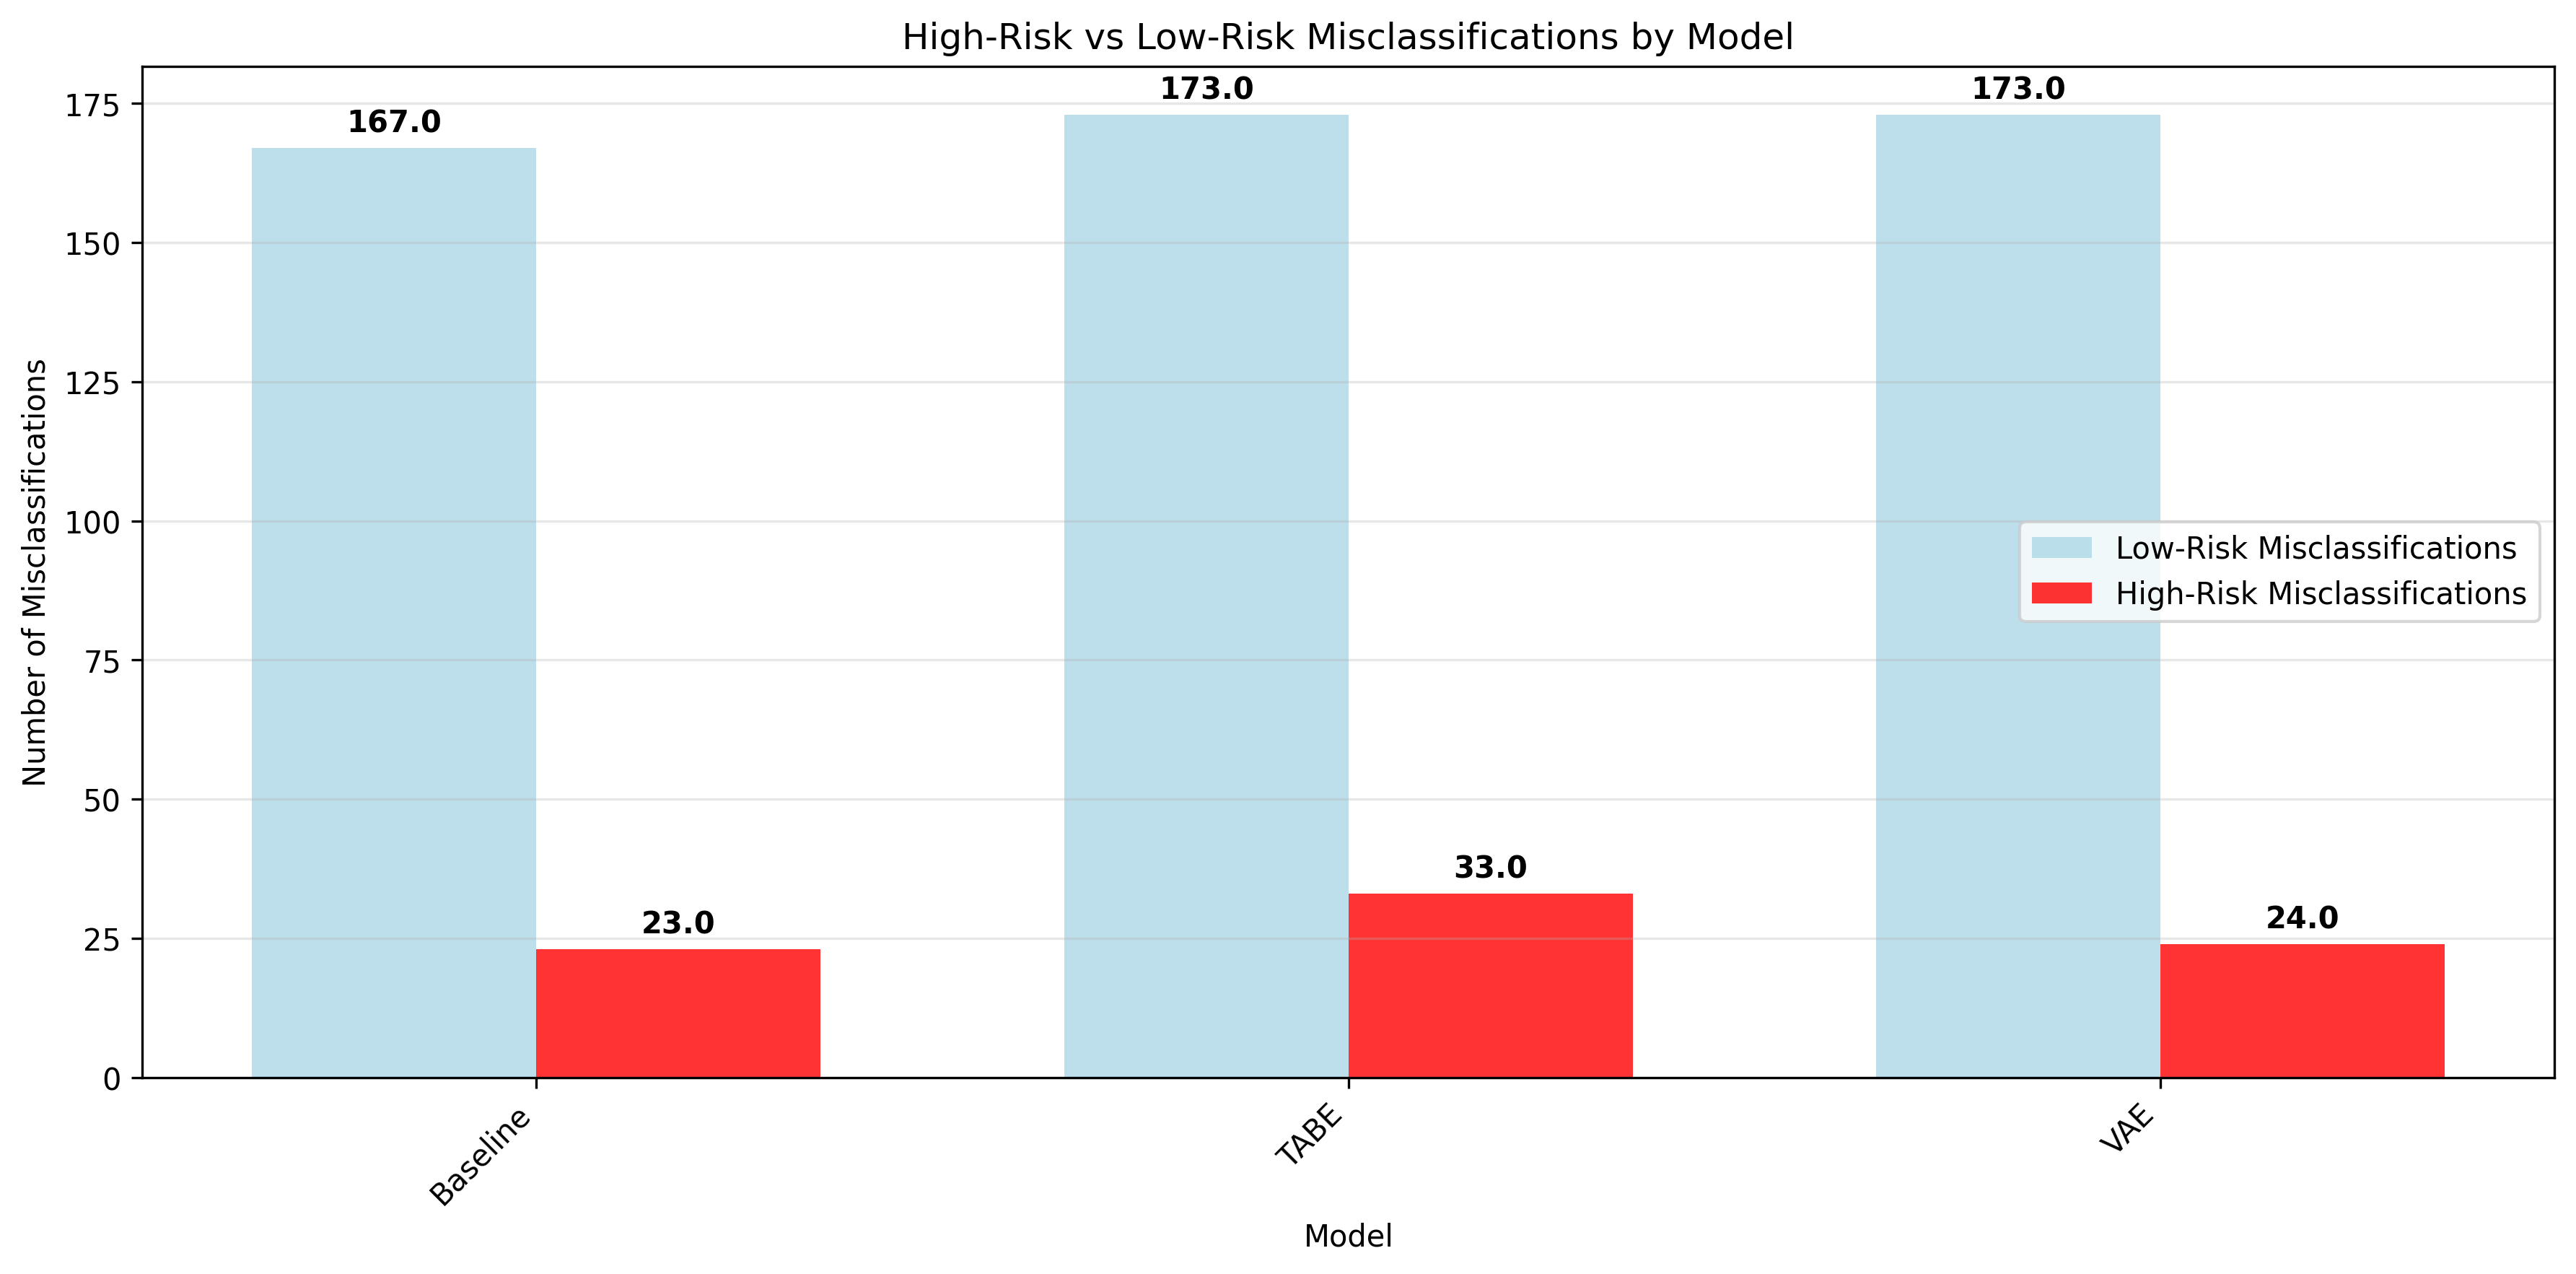 High-Risk vs Low-Risk Misclassifications by Model
Number of Misclassifications
175
150
125
100
75
50
25
0
167.0
23.0
173.0
33.0
173.0
24.0
Low-Risk Misclassifications
High-Risk Misclassifications
Baseline
TABE
VAE
Model